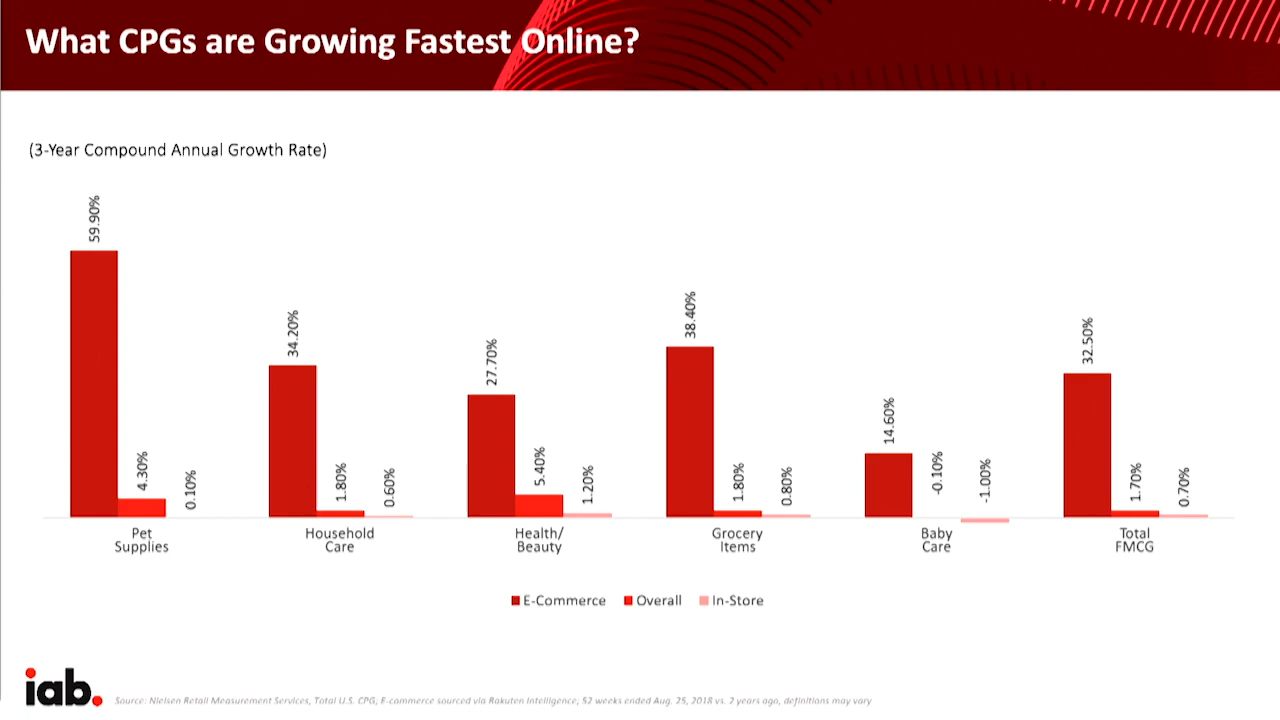 What CPGs are Growing Fastest Online?
(3-Year Compound Annual Growth Rate)
59.90%
4.30%
0.10%
34.20%
1.80%
0.60%
27.70%
5.40%
1.20%
38.40%
1.80%
0.80%
14.60%
-0.10%
-1.00%
32.50%
1.70%
0.70%
Pet
Supplies
Household
Care
Health/
Beauty
Grocery
Items
Baby
Care
Total
FMCG
E-Commerce Overall In-Store
iab.
Source: Nielsen Retail Measurement Services, Total U.S. CPG; E-commerce sourced via Rakuten Intelligence; 52 weeks ended Aug. 25, 2018 vs. 2 years ago, definitions may vary